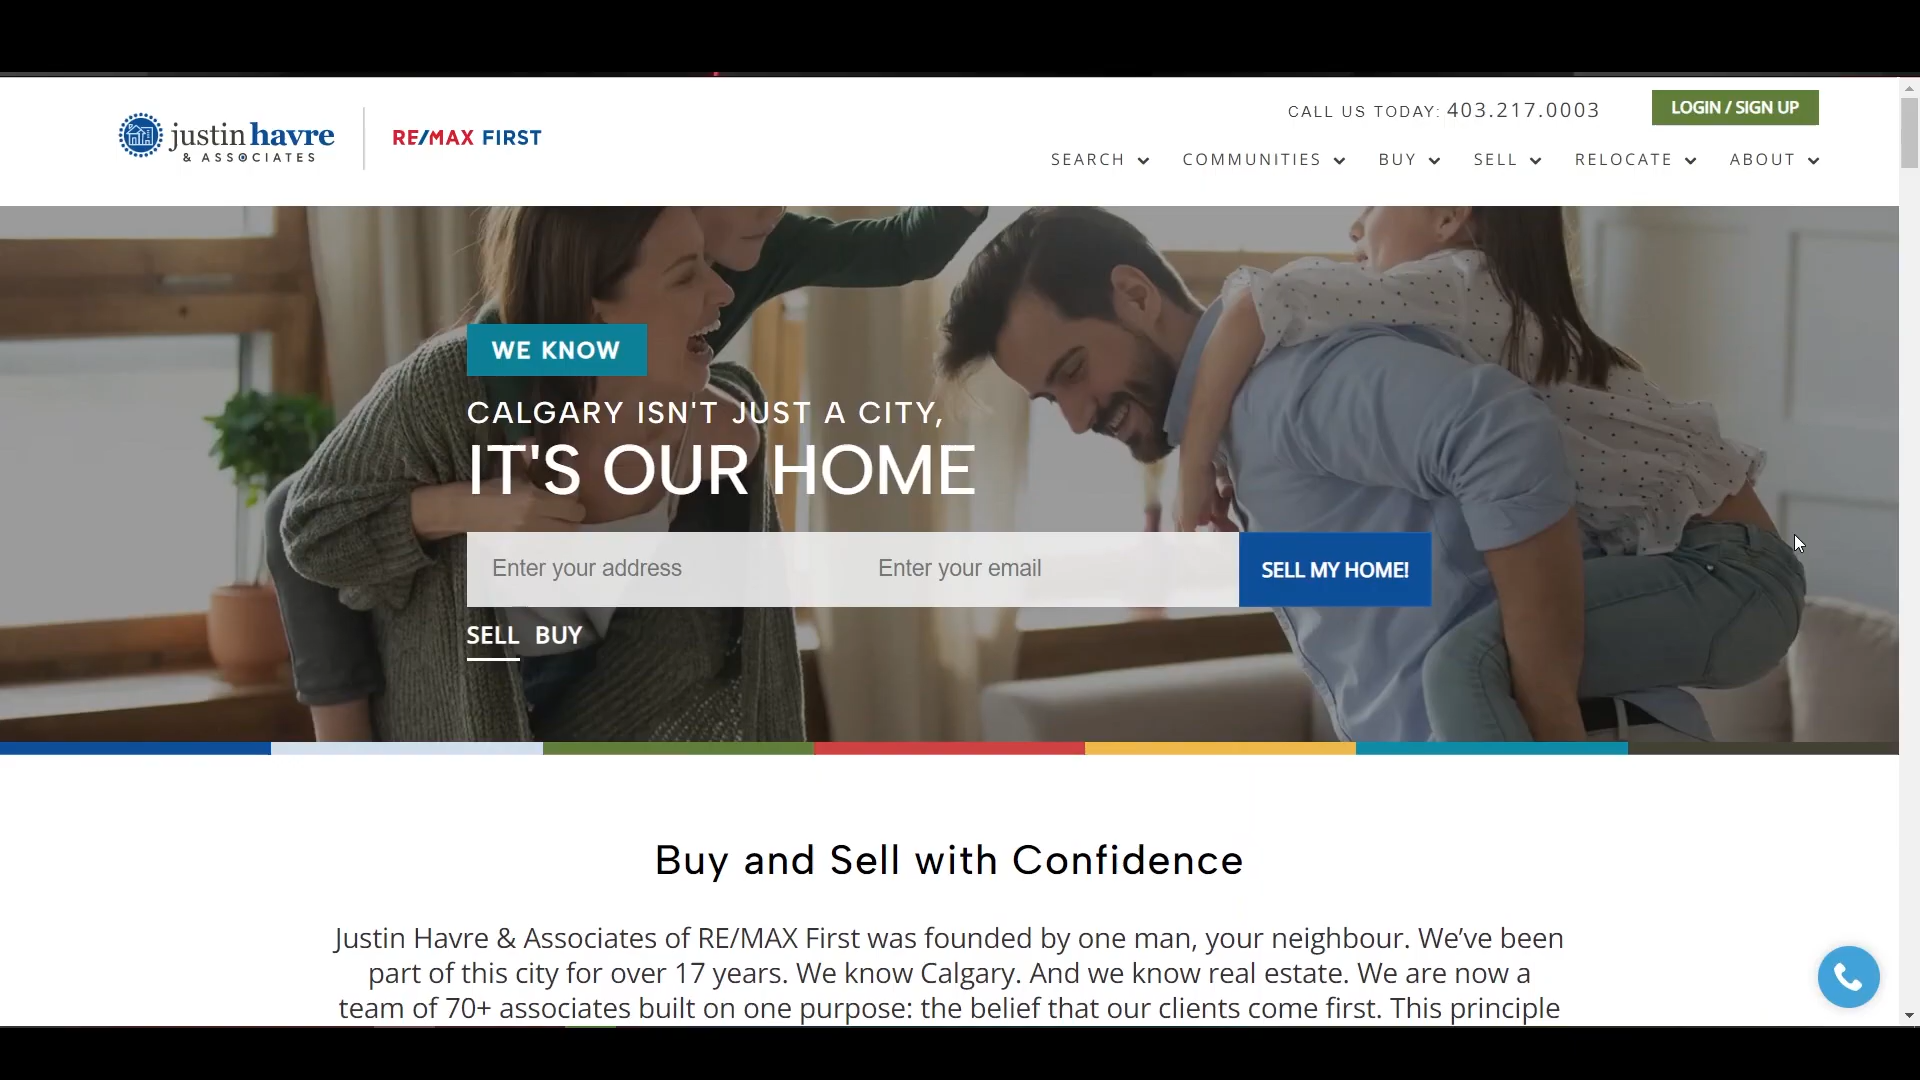 CALL US TODAY: 403.217.0003
LOGIN / SIGN UP
justin havre
& ASSOCIATES
RE/MAX FIRST
SEARCH COMMUNITIES BUY SELL RELOCATE ABOUT
WE KNOW
CALGARY ISN'T JUST A CITY,
IT'S OUR HOME
Enter your address Enter your email SELL MY HOME!
SELL BUY
Buy and Sell with Confidence
Justin Havre & Associates of RE/MAX First was founded by one man, your neighbour. We’ve been
part of this city for over 17 years. We know Calgary. And we know real estate. We are now a
team of 70+ associates built on one purpose: the belief that our clients come first. This principle